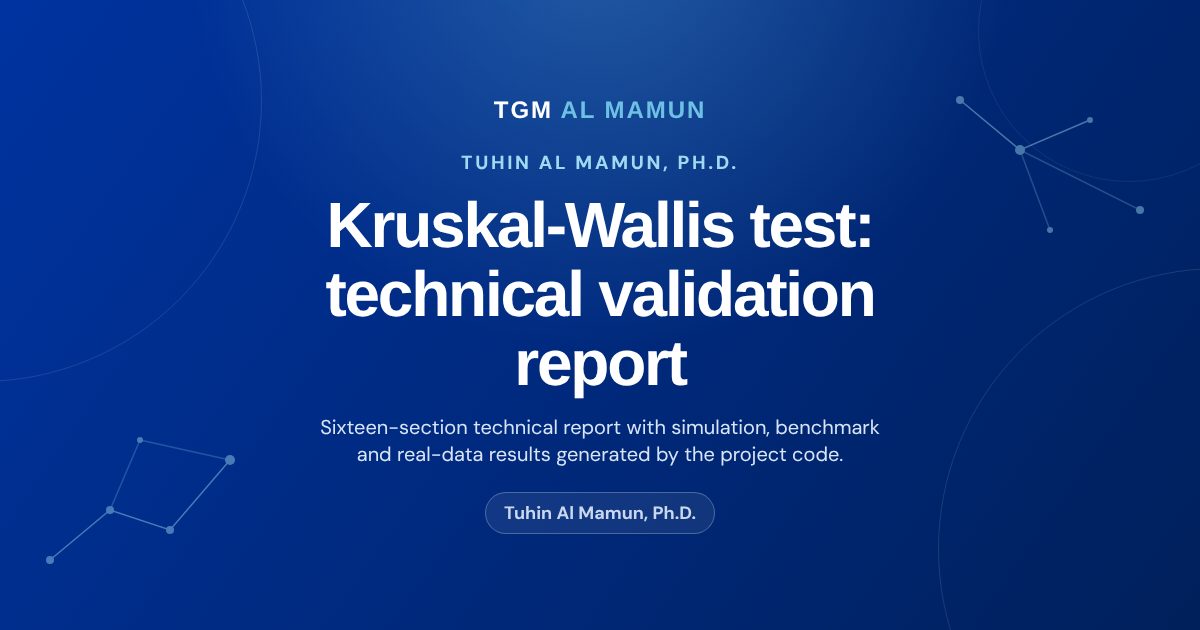 TGM AL MAMUN
TUHIN AL MAMUN, PH.D.
Kruskal-Wallis test:
technical validation
report
Sixteen-section technical report with simulation, benchmark
and real-data results generated by the project code.
Tuhin Al Mamun, Ph.D.